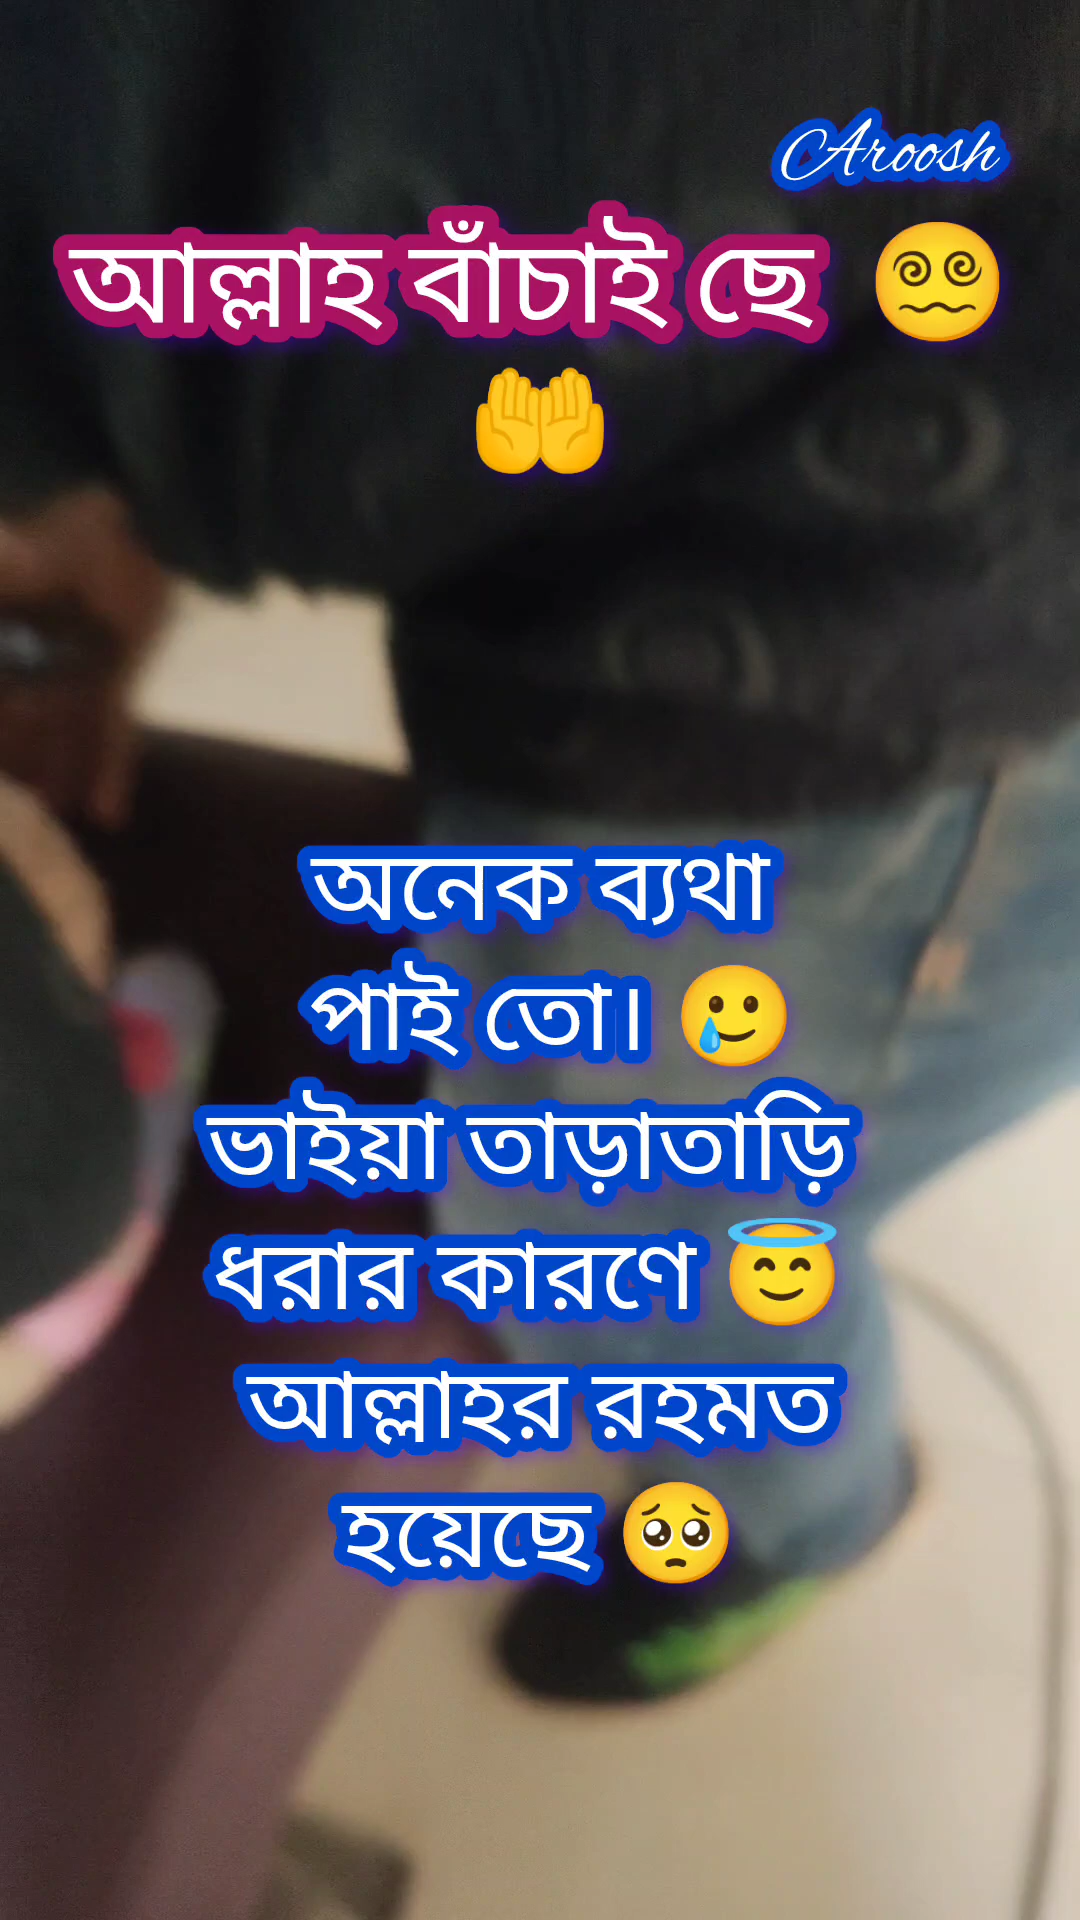 Aroosh
আল্লাহ বাঁচাই ছে 😵‍💫
🤲
অনেক ব্যথা
পাই তো। 🥲
ভাইয়া তাড়াতাড়ি
ধরার কারণে 😇
আল্লাহর রহমত
হয়েছে 🥺